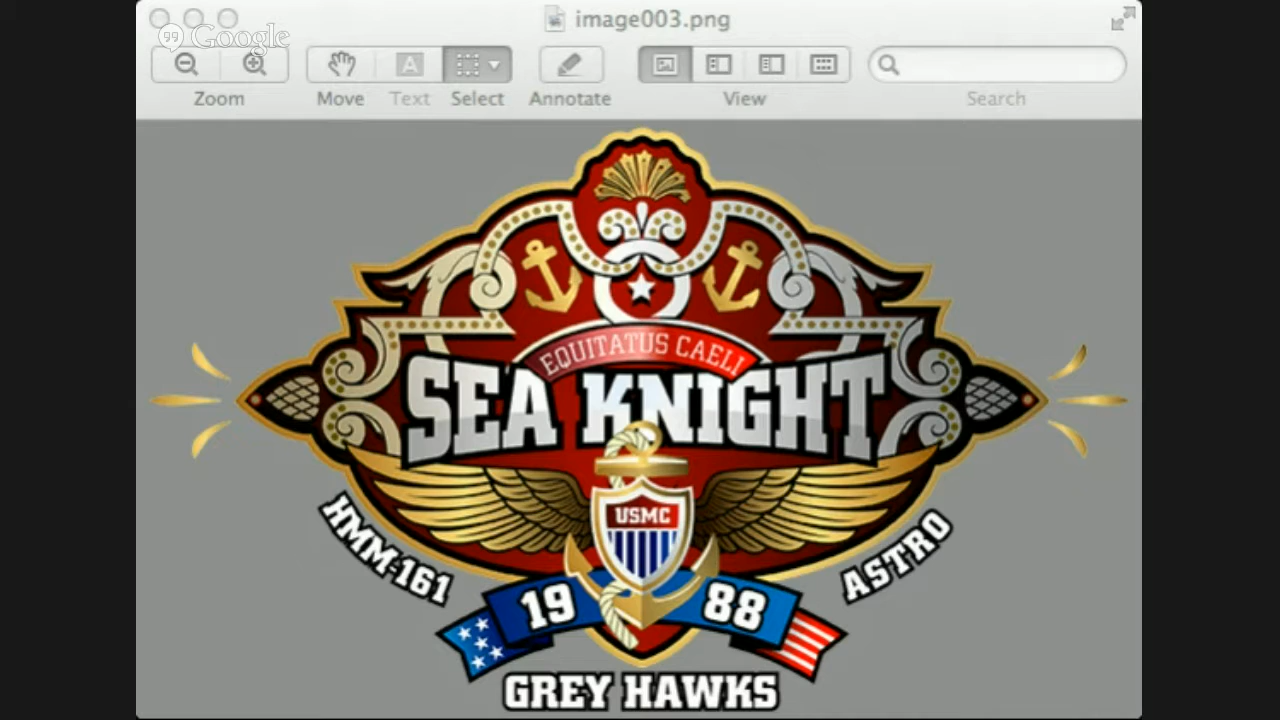 image003.png
Google
Zoom
Move
Text
Select
Annotate
View
Search
EQUITATUS CAELI
SEA KNIGHT
USMC
HMM-161
ASTRO
19 88
GREY HAWKS